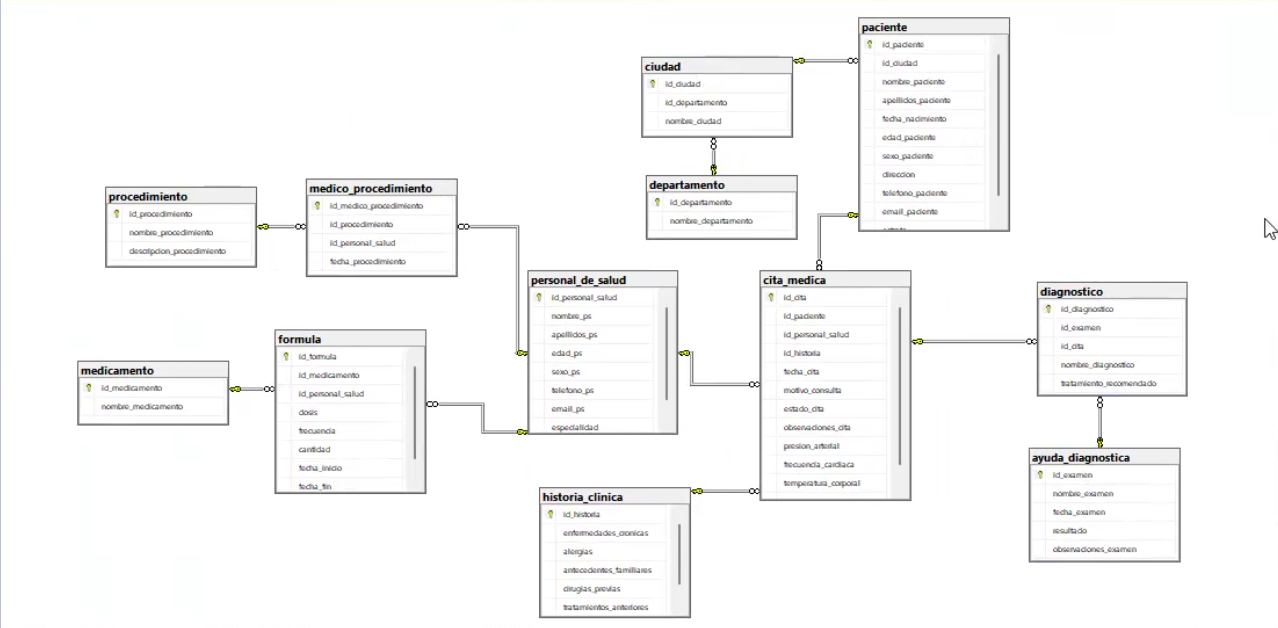 paciente
id_paciente
id_ciudad
nombre_paciente
apellidos_paciente
fecha_nacimiento
edad_paciente
sexo_paciente
direccion
telefono_paciente
email_paciente
ciudad
id_ciudad
id_departamento
nombre_ciudad
departamento
id_departamento
nombre_departamento
procedimiento
id_procedimiento
nombre_procedimiento
descripcion_procedimiento
medico_procedimiento
id_medico_procedimiento
id_procedimiento
id_personal_salud
fecha_procedimiento
personal_de_salud
id_personal_salud
nombre_ps
apellidos_ps
edad_ps
sexo_ps
telefono_ps
email_ps
especialidad
cita_medica
id_cita
id_paciente
id_personal_salud
id_historia
fecha_cita
motivo_consulta
estado_cita
observaciones_cita
presion_arterial
frecuencia_cardiaca
temperatura_corporal
diagnostico
id_diagnostico
id_examen
id_cita
nombre_diagnostico
tratamiento_recomendado
formula
id_formula
id_medicamento
id_personal_salud
dosis
frecuencia
cantidad
fecha_inicio
fecha_fin
medicamento
id_medicamento
nombre_medicamento
historia_clinica
id_historia
enfermedades_cronicas
alergias
antecedentes_familiares
cirugias_previas
tratamientos_anteriores
ayuda_diagnostica
id_examen
nombre_examen
fecha_examen
resultado
observaciones_examen